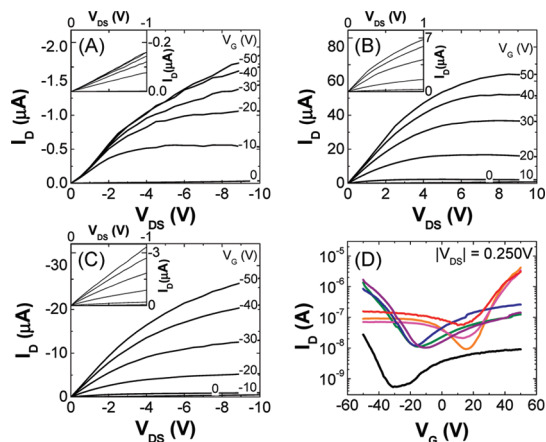 V_DS (V)
0 -1
-2.0
(A)
-0.2
I_D (µA)
0.0
V_G (V)
-50
-40
-30
-20
-10
0
-1.5
-1.0
-0.5
0.0
I_D (µA)
0 -2 -4 -6 -8 -10
V_DS (V)
V_DS (V)
0 1
80
(B)
7
I_D (µA)
0
V_G (V)
50
40
30
20
0 10
60
40
20
0
I_D (µA)
0 2 4 6 8 10
V_DS (V)
V_DS (V)
0 -1
(C)
-3
I_D (µA)
0
V_G (V)
-50
-40
-30
-20
0 -10
-30
-20
-10
0
I_D (µA)
0 -2 -4 -6 -8 -10
V_DS (V)
(D)
|V_DS| = 0.250V
10^-5
10^-6
10^-7
10^-8
10^-9
I_D (A)
-60 -40 -20 0 20 40 60
V_G (V)